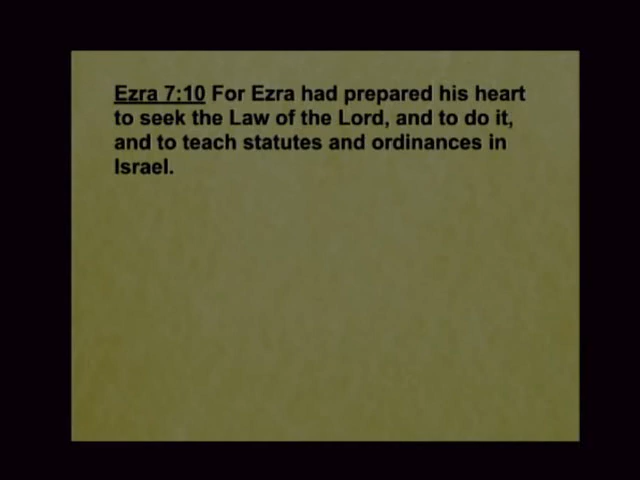 Ezra 7:10 For Ezra had prepared his heart
to seek the Law of the Lord, and to do it,
and to teach statutes and ordinances in
Israel.